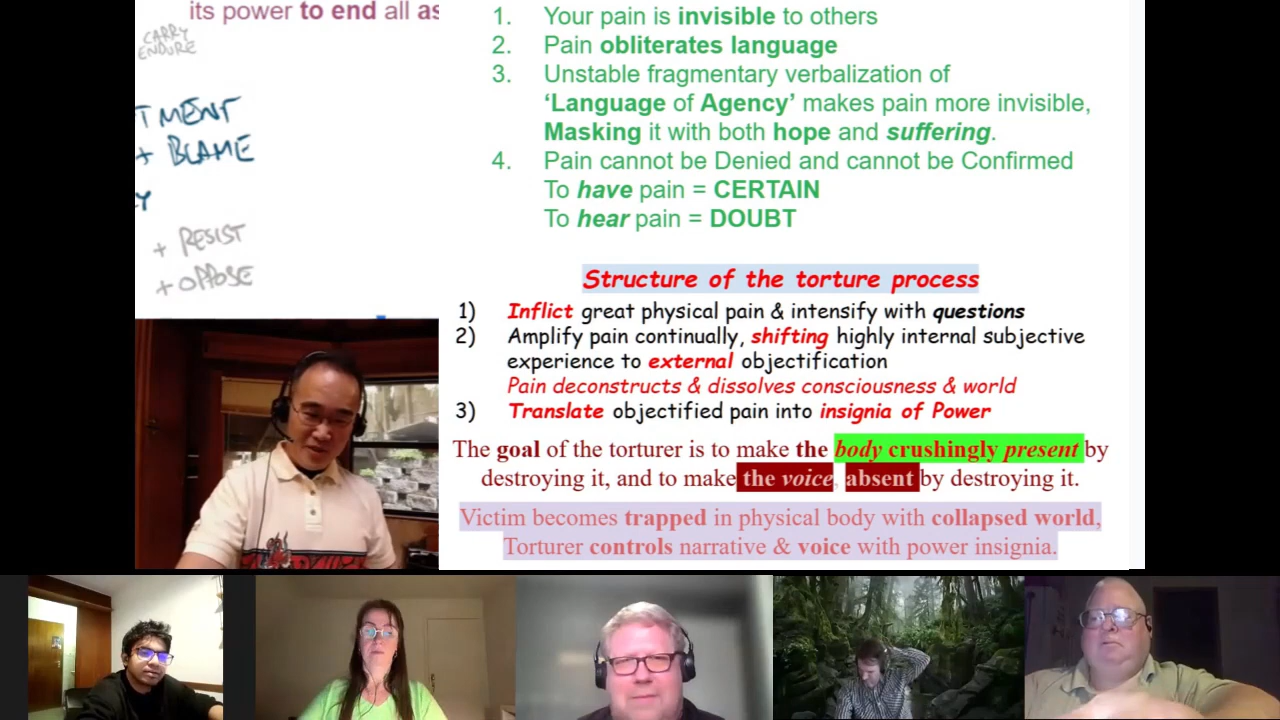 its power to end all as
CARRY
ENDURE
TMENT
+ BLAME
Y
+ RESIST
+ OPPOSE
1. Your pain is invisible to others
2. Pain obliterates language
3. Unstable fragmentary verbalization of
‘Language of Agency’ makes pain more invisible,
Masking it with both hope and suffering.
4. Pain cannot be Denied and cannot be Confirmed
To have pain = CERTAIN
To hear pain = DOUBT
Structure of the torture process
1) Inflict great physical pain & intensify with questions
2) Amplify pain continually, shifting highly internal subjective
experience to external objectification
Pain deconstructs & dissolves consciousness & world
3) Translate objectified pain into insignia of Power
The goal of the torturer is to make the body crushingly present by
destroying it, and to make the voice, absent by destroying it.
Victim becomes trapped in physical body with collapsed world,
Torturer controls narrative & voice with power insignia.